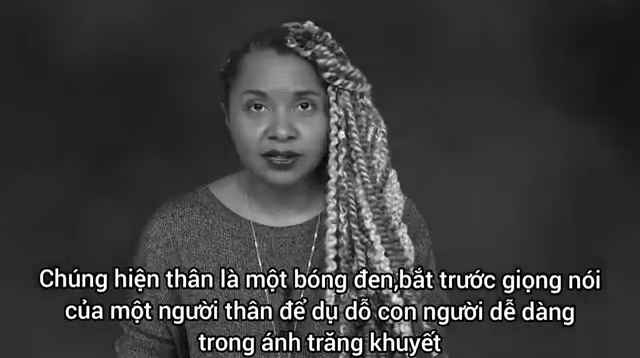 Chúng hiện thân là một bóng đen,bắt trước giọng nói
của một người thân để dụ dỗ con người dễ dàng
trong ánh trăng khuyết